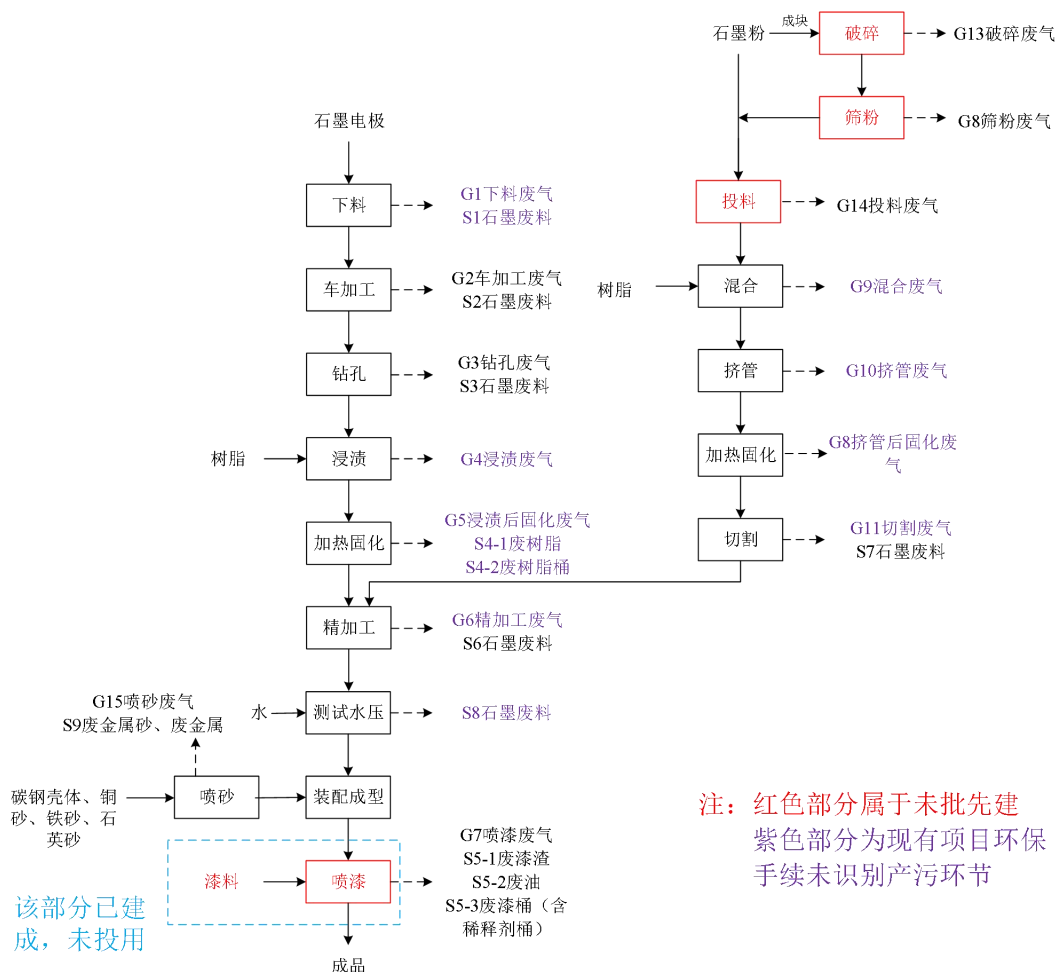 石墨粉
成块
破碎
G13破碎废气
筛粉
G8筛粉废气
石墨电极
下料
G1下料废气
S1石墨废料
投料
G14投料废气
车加工
G2车加工废气
S2石墨废料
树脂
混合
G9混合废气
钻孔
G3钻孔废气
S3石墨废料
挤管
G10挤管废气
树脂
浸渍
G4浸渍废气
加热固化
G8挤管后固化废
气
加热固化
G5浸渍后固化废气
S4-1废树脂
S4-2废树脂桶
切割
G11切割废气
S7石墨废料
精加工
G6精加工废气
S6石墨废料
G15喷砂废气
S9废金属砂、废金属
水
测试水压
S8石墨废料
碳钢壳体、铜
砂、铁砂、石
英砂
喷砂
装配成型
漆料
喷漆
G7喷漆废气
S5-1废漆渣
S5-2废油
S5-3废漆桶（含
稀释剂桶）
该部分已建
成，未投用
成品
注：红色部分属于未批先建
紫色部分为现有项目环保
手续未识别产污环节